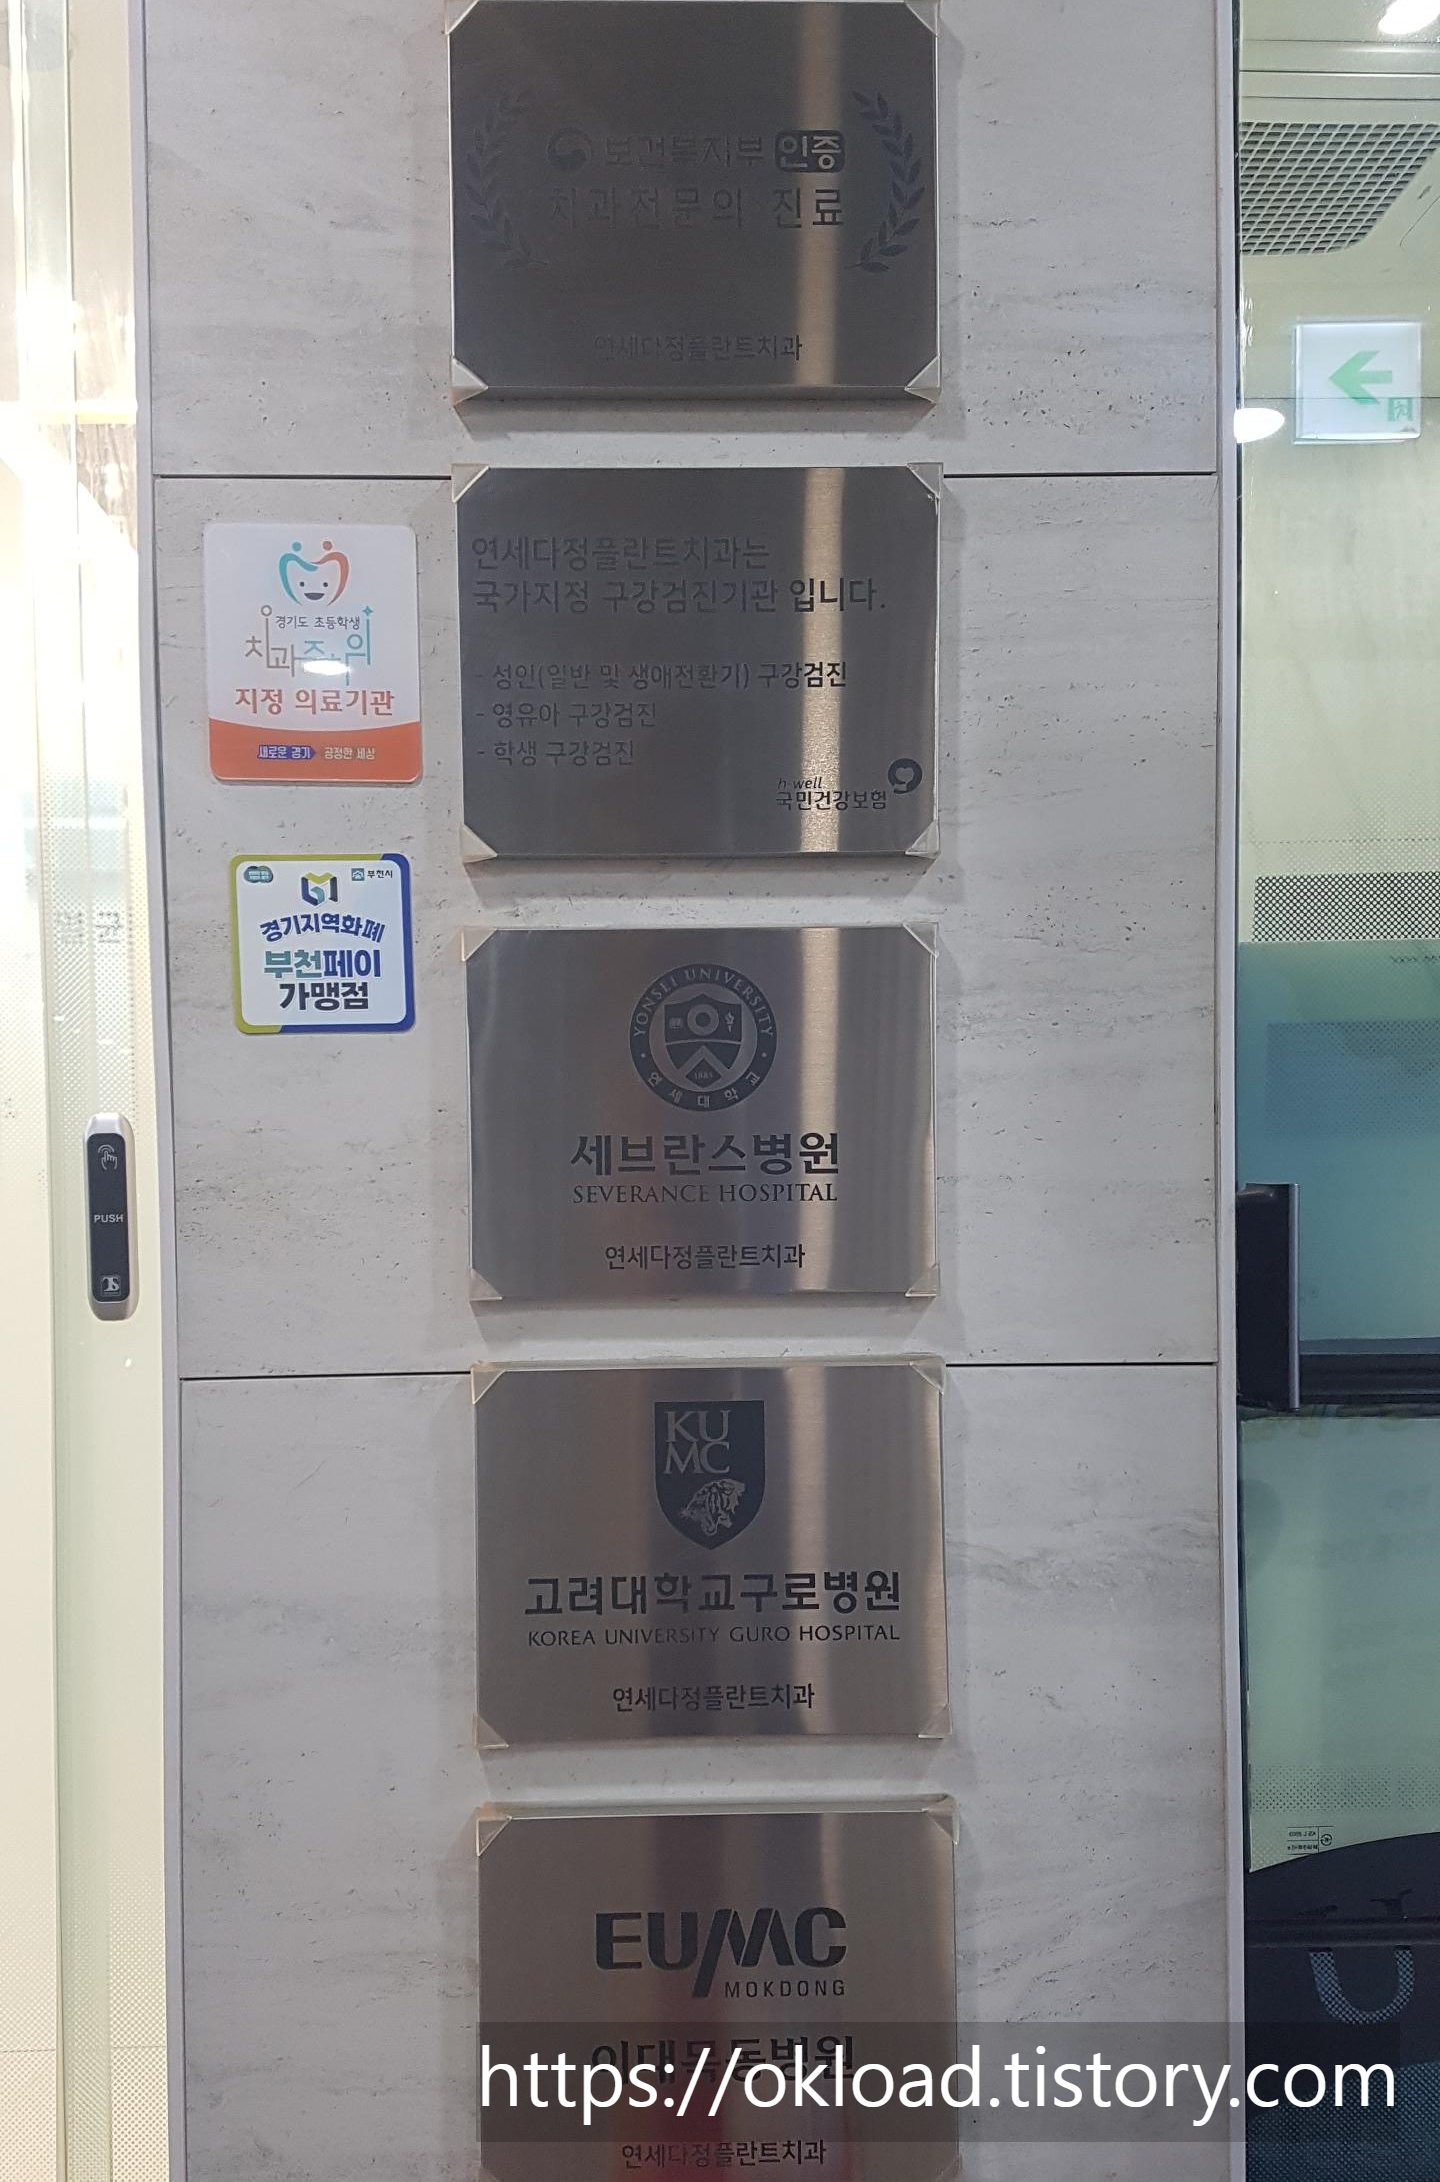 보건복지부 인증
치과전문의 진료
연세다정플란트치과
연세다정플란트치과는
국가지정 구강검진기관 입니다.
- 성인(일반 및 생애전환기) 구강검진
- 영유아 구강검진
- 학생 구강검진
h-well
국민건강보험
경기도 초등학생
치과주치의
지정 의료기관
새로운 경기 공정한 세상
부천시
경기지역화폐
부천페이
가맹점
YONSEI UNIVERSITY
1885
연세대학교
세브란스병원
SEVERANCE HOSPITAL
연세다정플란트치과
PUSH
KU
MC
고려대학교구로병원
KOREA UNIVERSITY GURO HOSPITAL
연세다정플란트치과
EUMC
MOKDONG
이대목동병원
https://okload.tistory.com
연세다정플란트치과